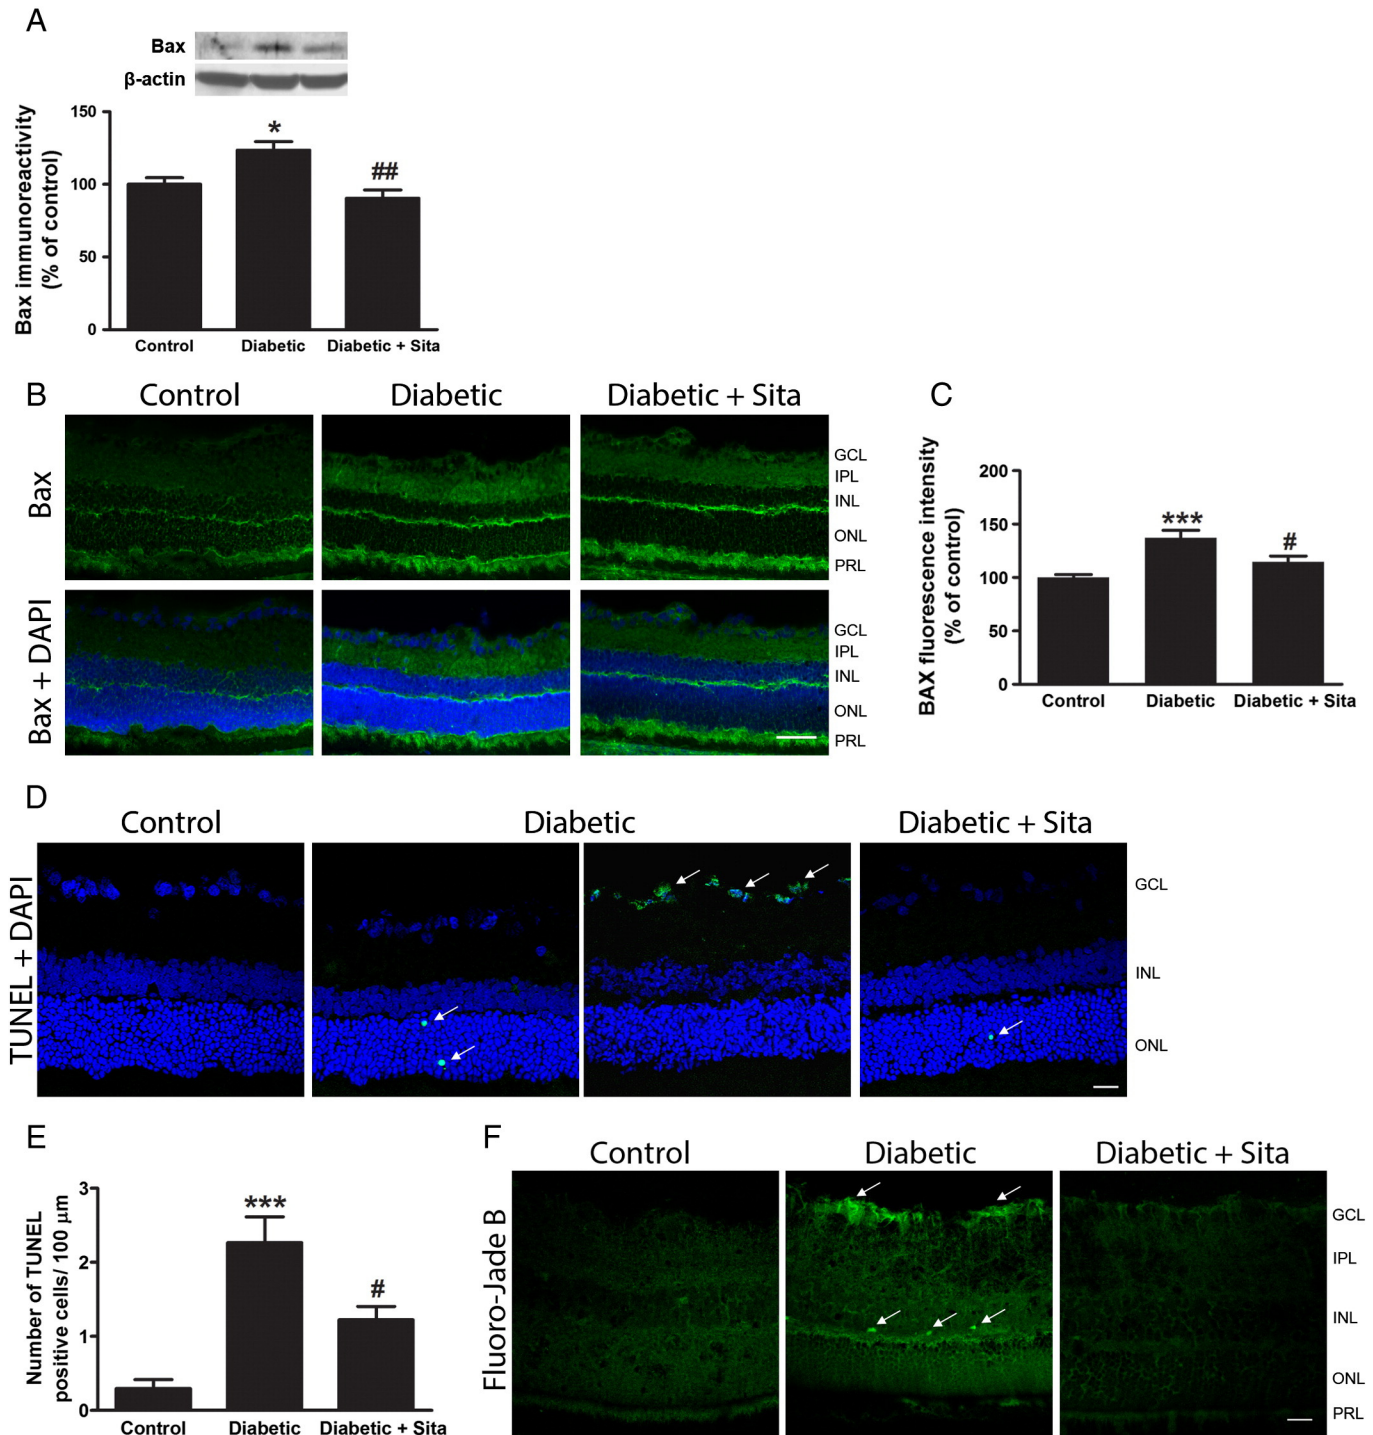 A
Bax
β-actin
Bax immunoreactivity
(% of control)
150
100
50
0
*
##
Control Diabetic Diabetic + Sita
B
Control Diabetic Diabetic + Sita
Bax
GCL
IPL
INL
ONL
PRL
Bax + DAPI
GCL
IPL
INL
ONL
PRL
C
BAX fluorescence intensity
(% of control)
200
150
100
50
0
***
#
Control Diabetic Diabetic + Sita
D
Control Diabetic Diabetic + Sita
TUNEL + DAPI
GCL
INL
ONL
E
Number of TUNEL
positive cells/ 100 μm
3
2
1
0
***
#
Control Diabetic Diabetic + Sita
F
Control Diabetic Diabetic + Sita
Fluoro-Jade B
GCL
IPL
INL
ONL
PRL